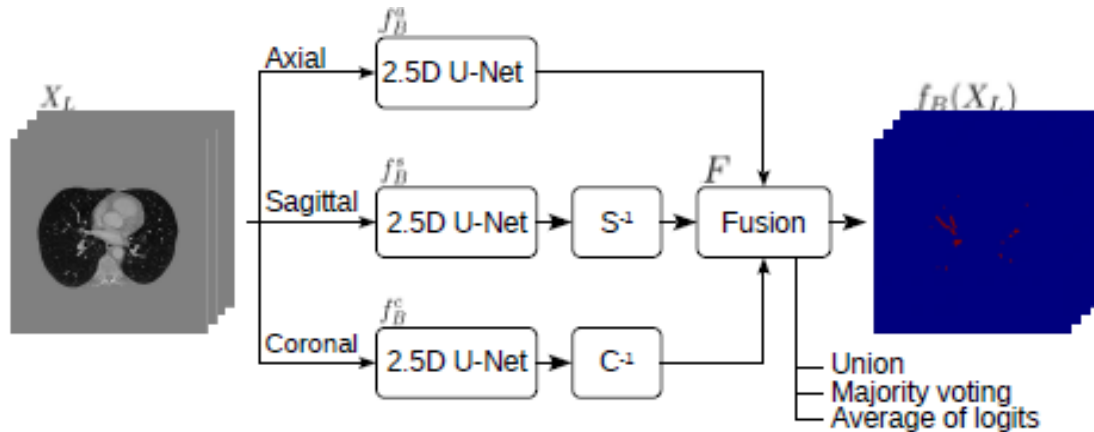 X_L
Axial
f_B^a
2.5D U-Net
Sagittal
f_B^s
2.5D U-Net
S^-1
Coronal
f_B^c
2.5D U-Net
C^-1
F
Fusion
f_B(X_L)
Union
Majority voting
Average of logits